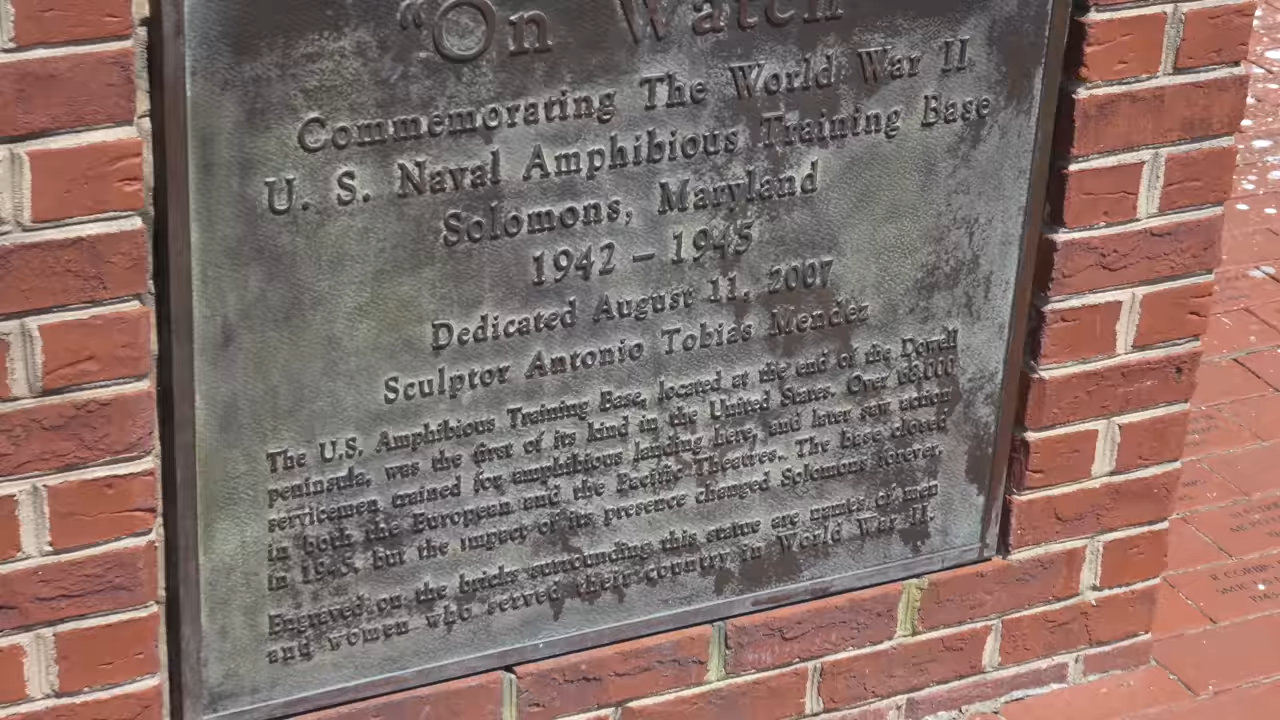 "On Watch"
Commemorating The World War II
U. S. Naval Amphibious Training Base
Solomons, Maryland
1942 – 1945
Dedicated August 11, 2007
Sculptor Antonio Tobias Mendez
The U.S. Amphibious Training Base, located at the end of the Dowell
peninsula, was the first of its kind in the United States. Over 68,000
servicemen trained for amphibious landing here, and later saw action
in both the European and the Pacific Theatres. The base closed
in 1945, but the impact of its presence changed Solomons forever.
Engraved on the bricks surrounding this statue are names of men
and women who served their country in World War II.